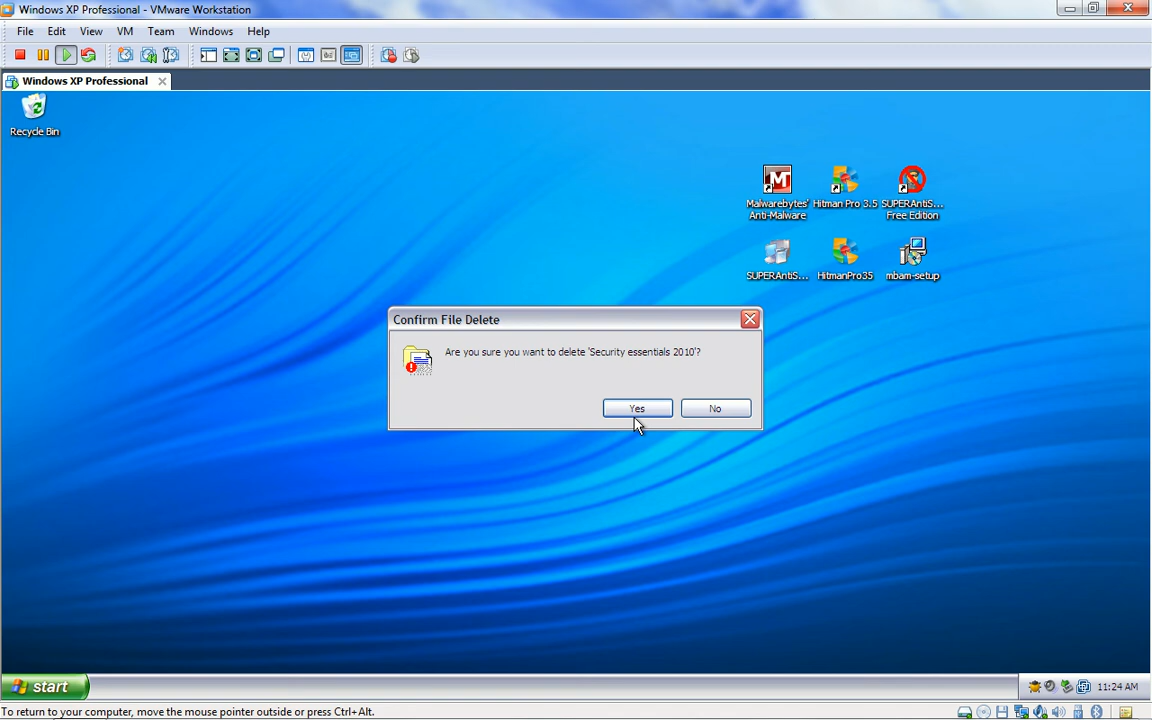 Windows XP Professional - VMware Workstation
File Edit View VM Team Windows Help
Windows XP Professional
Recycle Bin
Malwarebytes' Anti-Malware
Hitman Pro 3.5
SUPERAntiS... Free Edition
SUPERAntiS...
HitmanPro35
mbam-setup
Confirm File Delete
Are you sure you want to delete 'Security essentials 2010'?
Yes No
start
11:24 AM
To return to your computer, move the mouse pointer outside or press Ctrl+Alt.